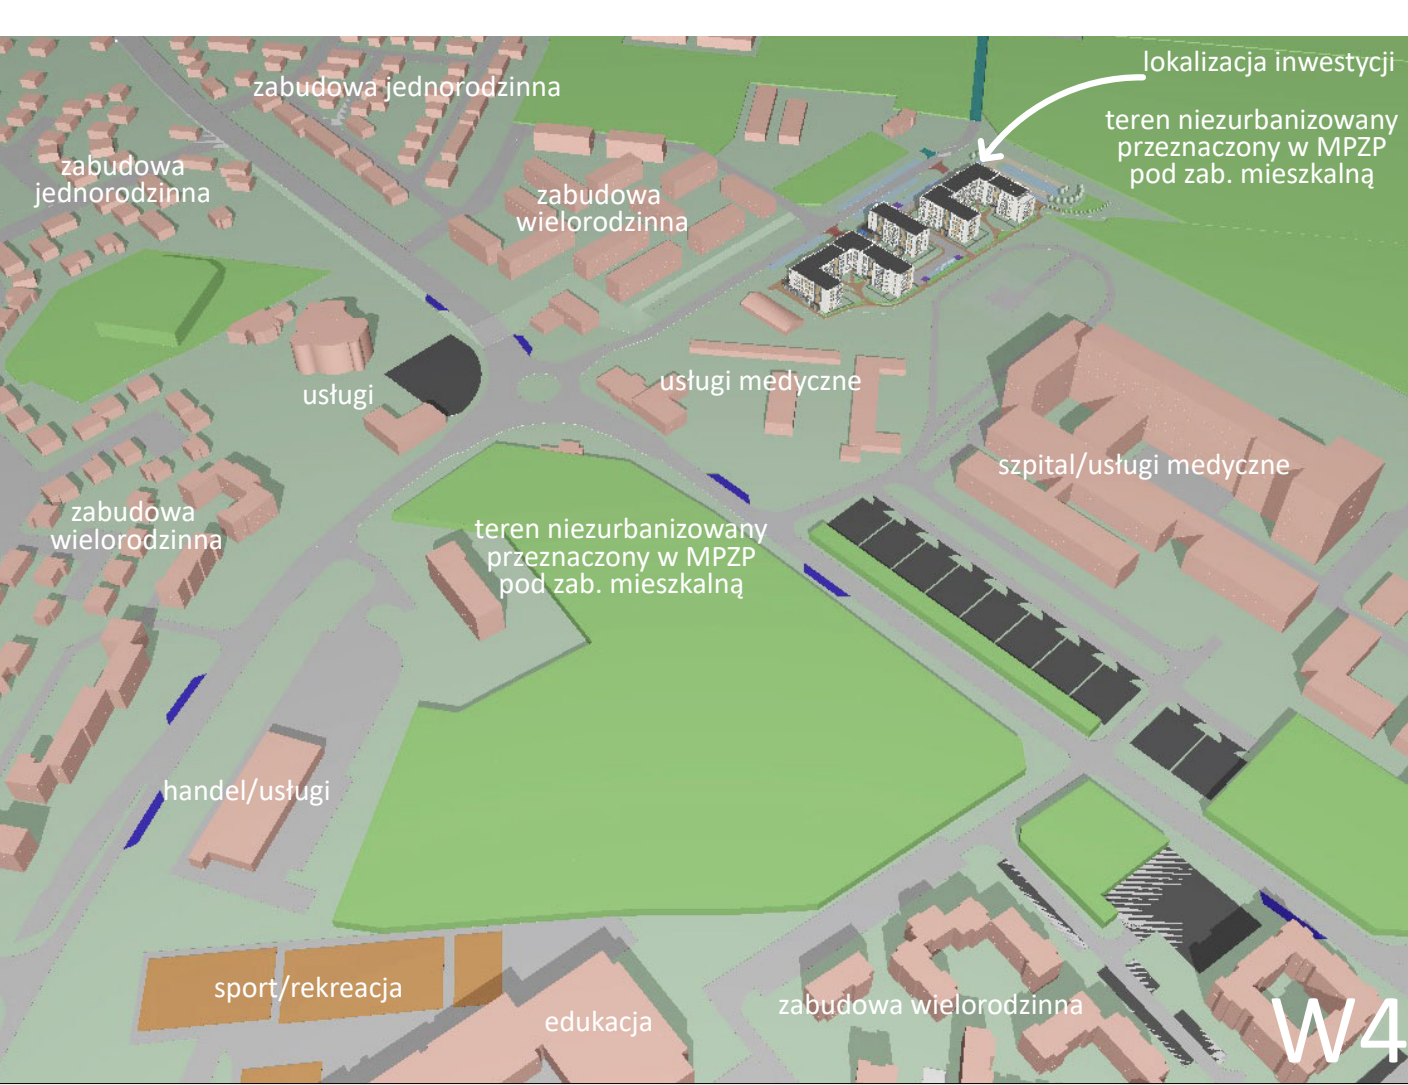 lokalizacja inwestycji
zabudowa jednorodzinna
teren niezurbanizowany
przeznaczony w MPZP
pod zab. mieszkalną
zabudowa
jednorodzinna
zabudowa
wielorodzinna
usługi medyczne
usługi
szpital/usługi medyczne
zabudowa
wielorodzinna
teren niezurbanizowany
przeznaczony w MPZP
pod zab. mieszkalną
handel/usługi
sport/rekreacja
edukacja
zabudowa wielorodzinna
W4